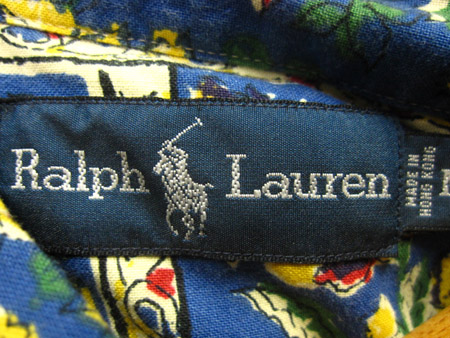 Ralph Lauren
MADE IN
HONG KONG